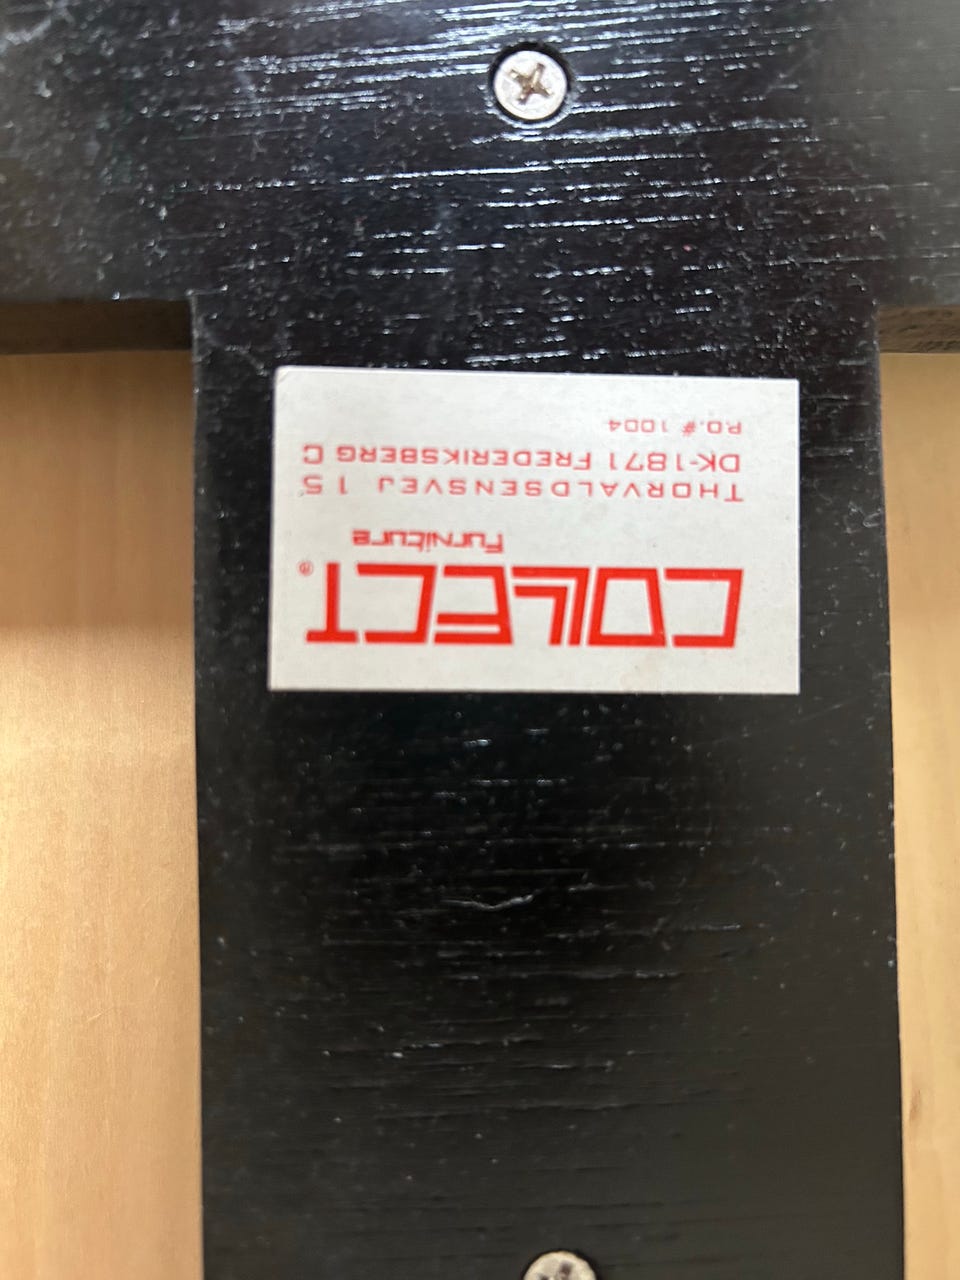 COLLECT®
Furniture
THORVALDSENSVEJ 15
DK-1871 FREDERIKSBERG C
P.O.# 1004